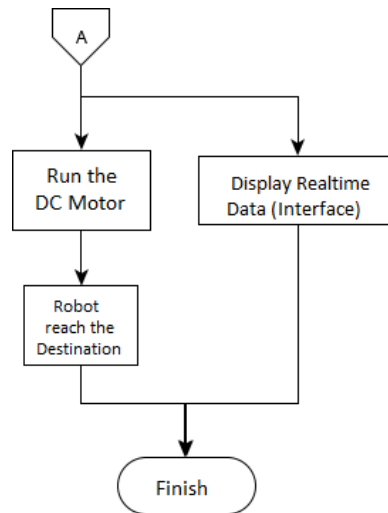 A
Run the
DC Motor
Display Realtime
Data (Interface)
Robot
reach the
Destination
Finish